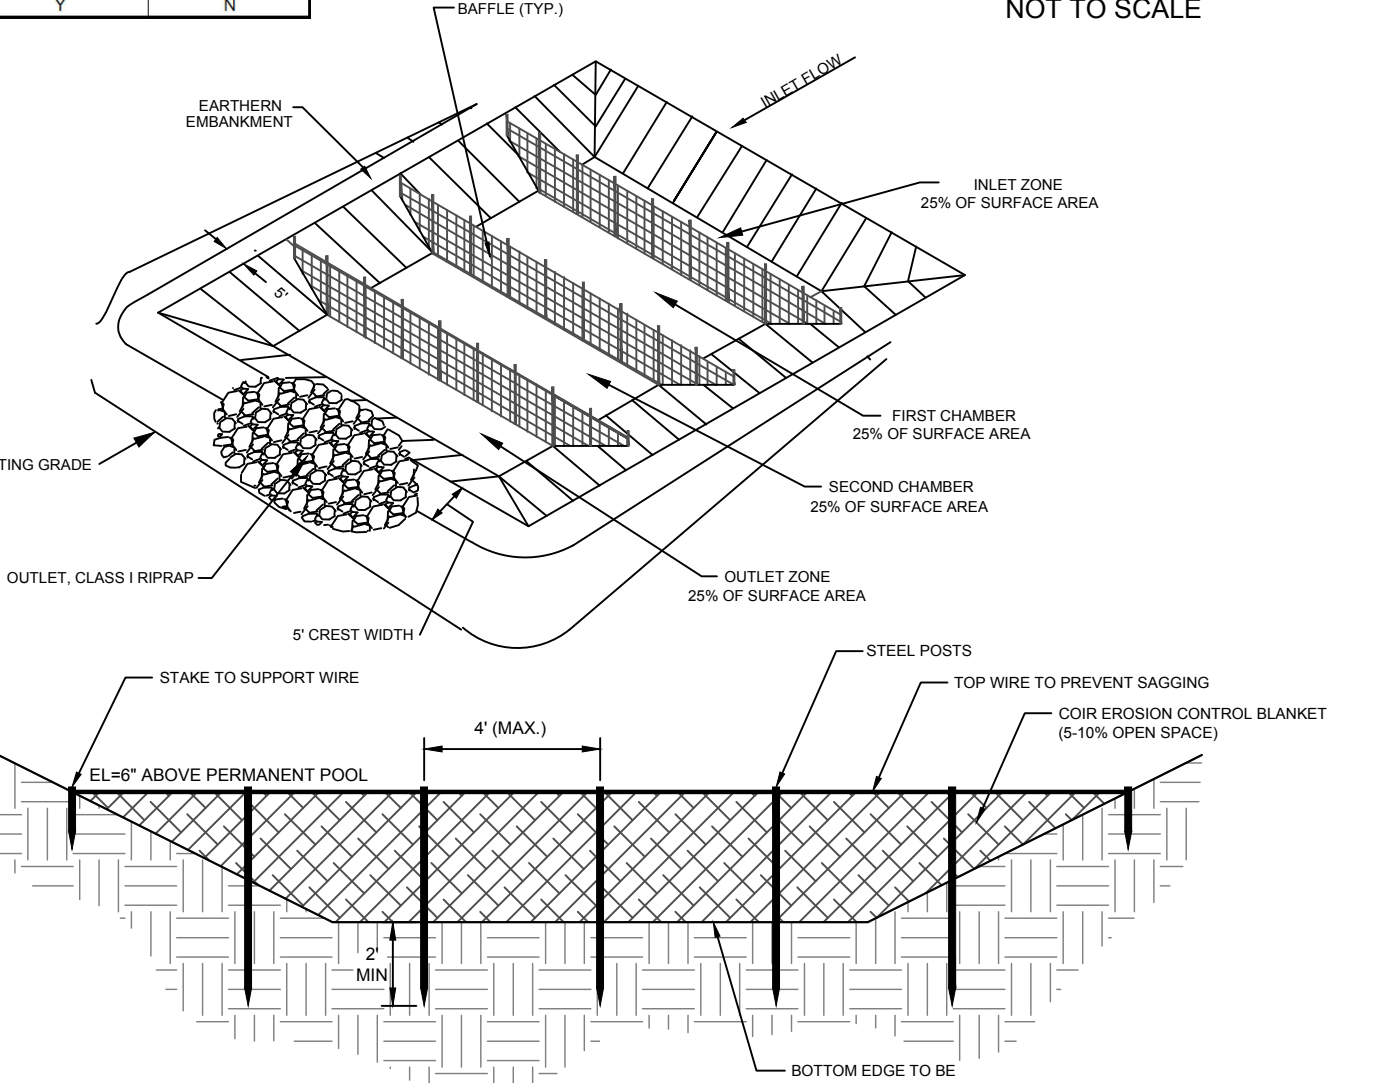 Y N
BAFFLE (TYP.)
NOT TO SCALE
INLET FLOW
EARTHERN
EMBANKMENT
INLET ZONE
25% OF SURFACE AREA
5'
FIRST CHAMBER
25% OF SURFACE AREA
TING GRADE
SECOND CHAMBER
25% OF SURFACE AREA
OUTLET, CLASS I RIPRAP
OUTLET ZONE
25% OF SURFACE AREA
5' CREST WIDTH
STEEL POSTS
STAKE TO SUPPORT WIRE
TOP WIRE TO PREVENT SAGGING
COIR EROSION CONTROL BLANKET
(5-10% OPEN SPACE)
4' (MAX.)
EL=6" ABOVE PERMANENT POOL
2'
MIN
BOTTOM EDGE TO BE